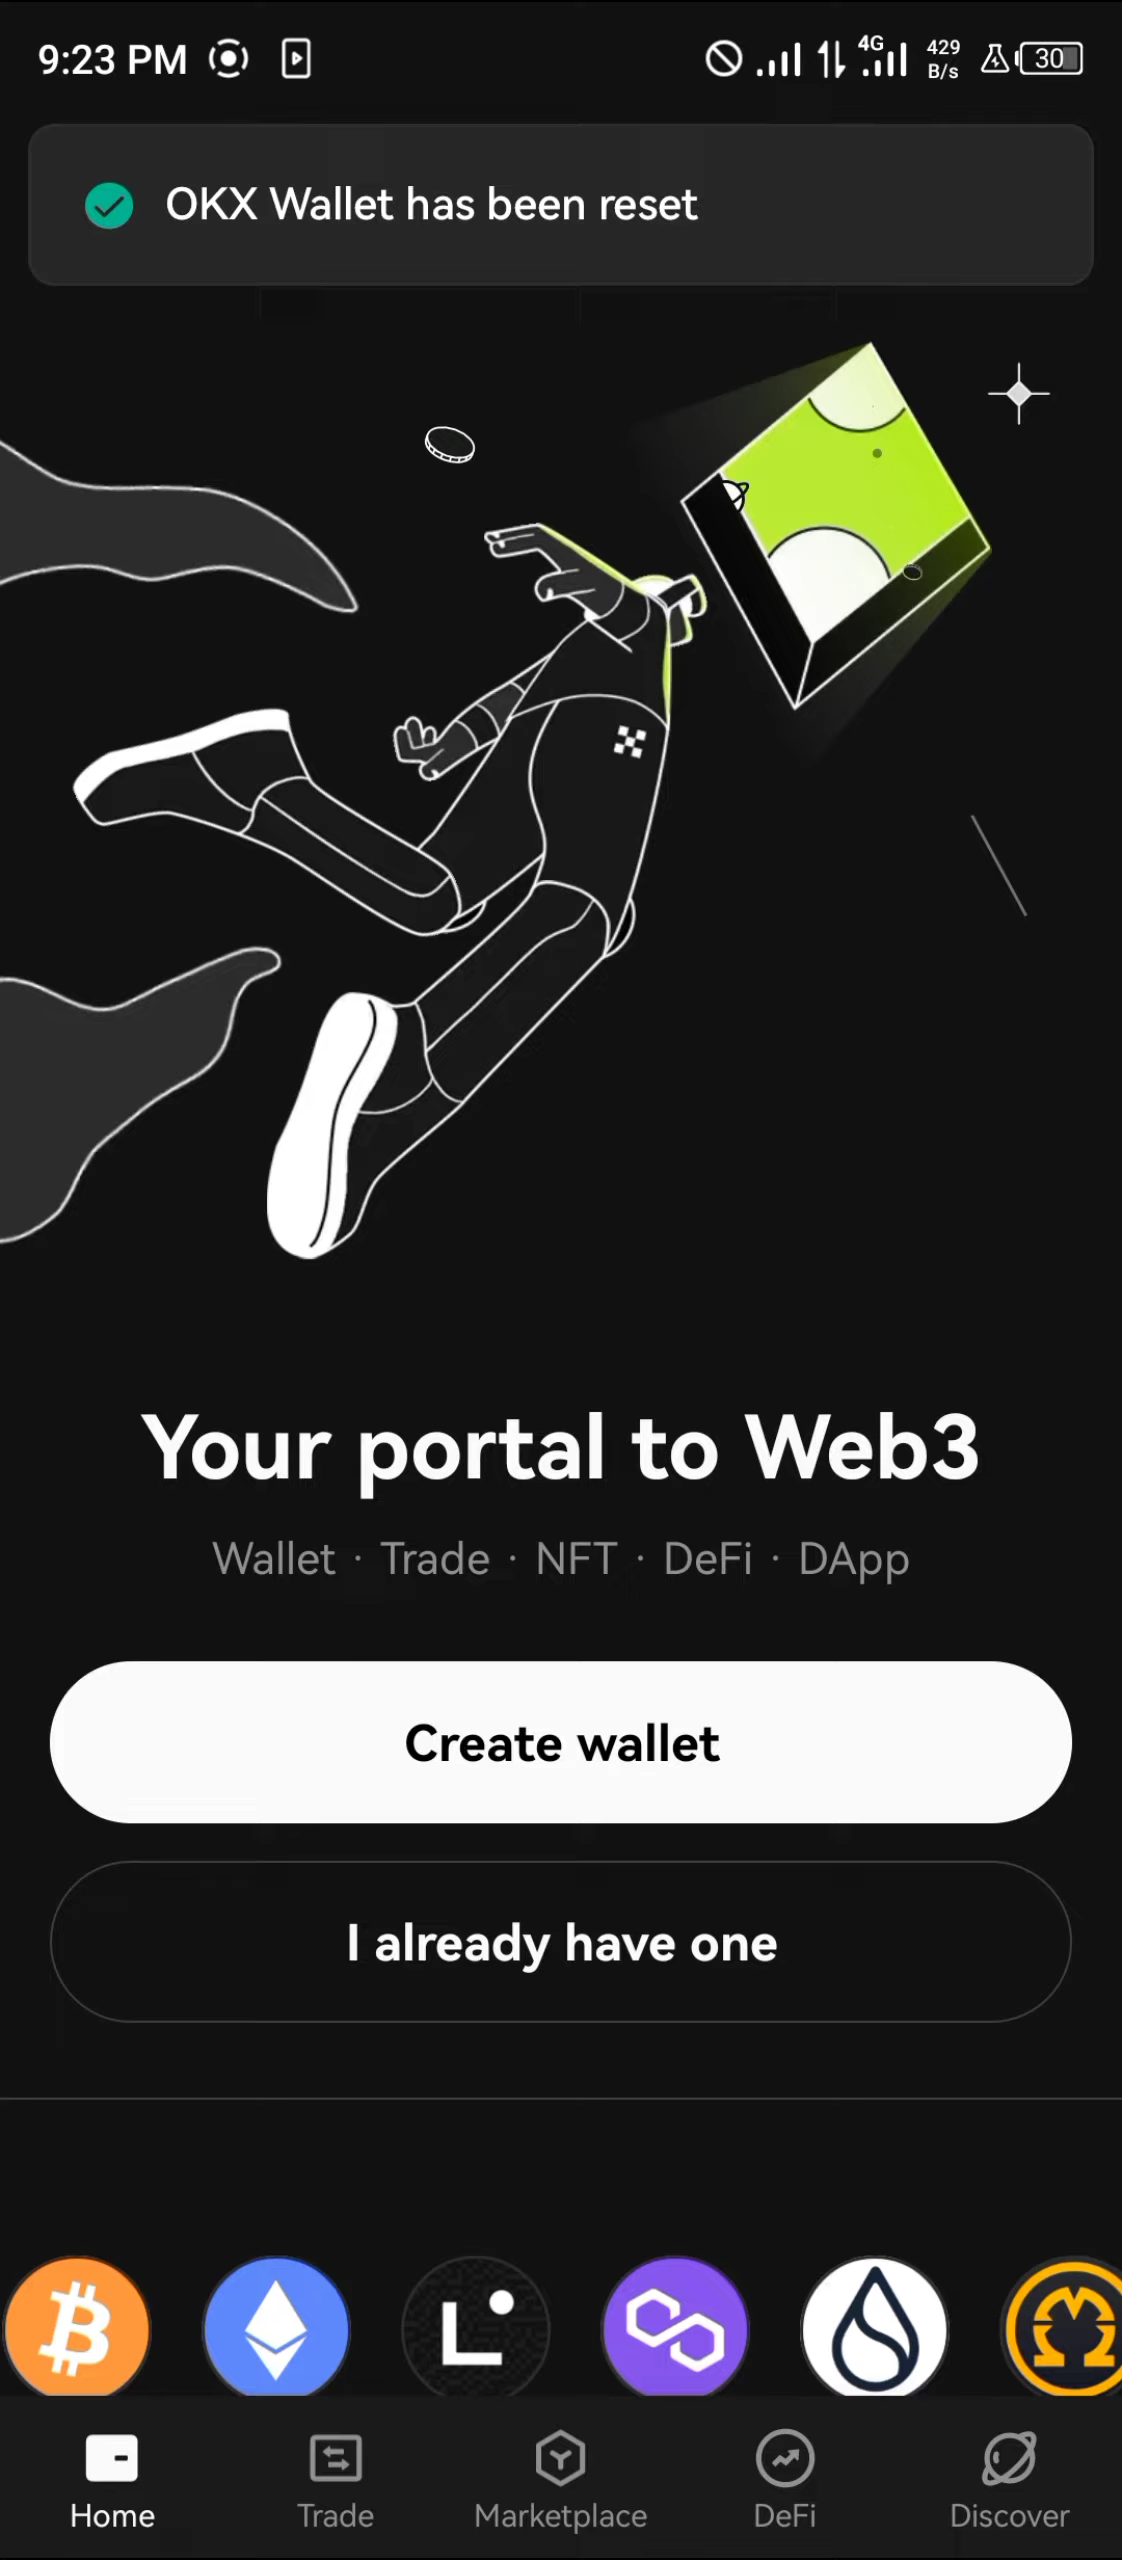 9:23 PM 4G 429 B/s 30
OKX Wallet has been reset
Your portal to Web3
Wallet · Trade · NFT · DeFi · DApp
Create wallet
I already have one
Home Trade Marketplace DeFi Discover